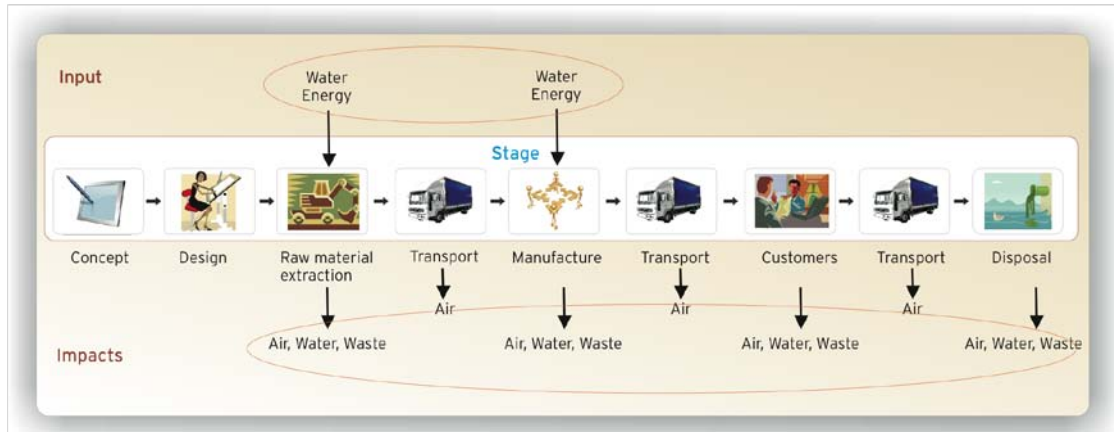 Input
Water
Energy
Water
Energy
Stage
Concept
Design
Raw material
extraction
Transport
Manufacture
Transport
Customers
Transport
Disposal
Air
Air
Air
Impacts
Air, Water, Waste
Air, Water, Waste
Air, Water, Waste
Air, Water, Waste